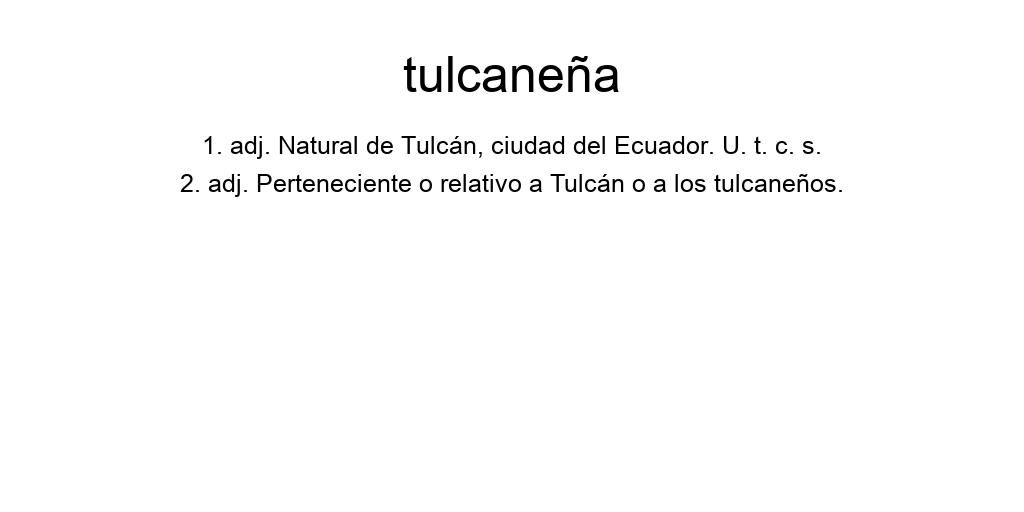 tulcaneña
1. adj. Natural de Tulcán, ciudad del Ecuador. U. t. c. s.
2. adj. Perteneciente o relativo a Tulcán o a los tulcaneños.